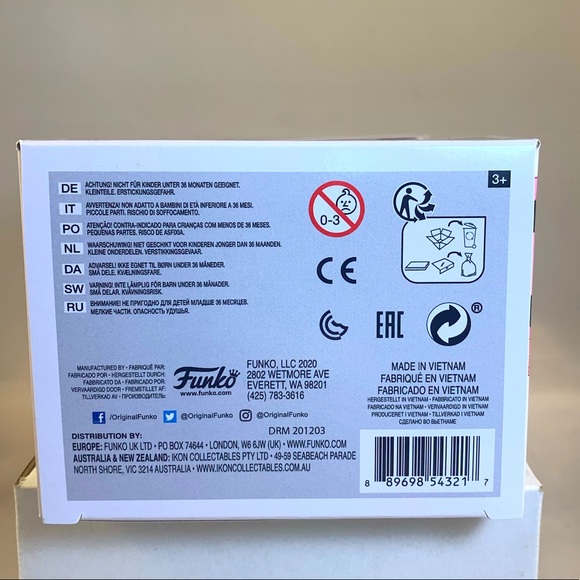 3+
DE ACHTUNG! NICHT FÜR KINDER UNTER 36 MONATEN GEEIGNET.
KLEINTEILE. ERSTICKUNGSGEFAHR.
IT AVVERTENZA! NON ADATTO A BAMBINI DI ETÀ INFERIORE A 36 MESI.
PICCOLE PARTI. RISCHIO DI SOFFOCAMENTO.
PO ATENÇÃO! CONTRA-INDICADO PARA CRIANÇAS COM MENOS DE 36 MESES.
PEQUENAS PARTES. RISCO DE ASFIXIA.
NL WAARSCHUWING! NIET GESCHIKT VOOR KINDEREN JONGER DAN 36 MAANDEN.
KLEINE ONDERDELEN. VERSTIKKINGSGEVAAR.
DA ADVARSEL! IKKE EGNET TIL BØRN UNDER 36 MÅNEDER.
SMÅ DELE. KVÆLNINGSFARE.
SW VARNING! INTE LÄMPLIG FÖR BARN UNDER 36 MÅNADER.
SMÅ DELAR. KVÄVNINGSRISK.
RU ВНИМАНИЕ! НЕ ПРИГОДНО ДЛЯ ДЕТЕЙ МЛАДШЕ 36 МЕСЯЦЕВ.
МЕЛКИЕ ЧАСТИ. ОПАСНОСТЬ УДУШЬЯ.
0-3
CE
EAC
®
MANUFACTURED BY • FABRIQUÉ PAR:
FABRICADO POR • HERGESTELLT DURCH:
FABBRICATO DA • FABRICADO POR:
VERVAARDIGD DOOR • FREMSTILLET AF:
TILLVERKAD AV • ПРОИЗВОДИТЕЛЬ:
Funko
www.funko.com
FUNKO, LLC 2020
2802 WETMORE AVE
EVERETT, WA 98201
(425) 783-3616
/OriginalFunko @OriginalFunko @OriginalFunko
DRM 201203
MADE IN VIETNAM
FABRIQUÉ EN VIETNAM
FABRICADO EN VIETNAM
HERGESTELLT IN VIETNAM • FABBRICATO IN VIETNAM
FABRICADO NA VIETNAM • VERVAARDIGD IN VIETNAM
PRODUCERET I VIETNAM • TILLVERKAD I VIETNAM
СДЕЛАНО ВО ВЬЕТНАМЕ
DISTRIBUTION BY:
EUROPE: FUNKO UK LTD • PO BOX 74644 • LONDON, W6 6JW (UK) • WWW.FUNKO.COM
AUSTRALIA & NEW ZEALAND: IKON COLLECTABLES PTY LTD • 49-59 SEABEACH PARADE
NORTH SHORE, VIC 3214 AUSTRALIA • WWW.IKONCOLLECTABLES.COM.AU
8 89698 54321 7